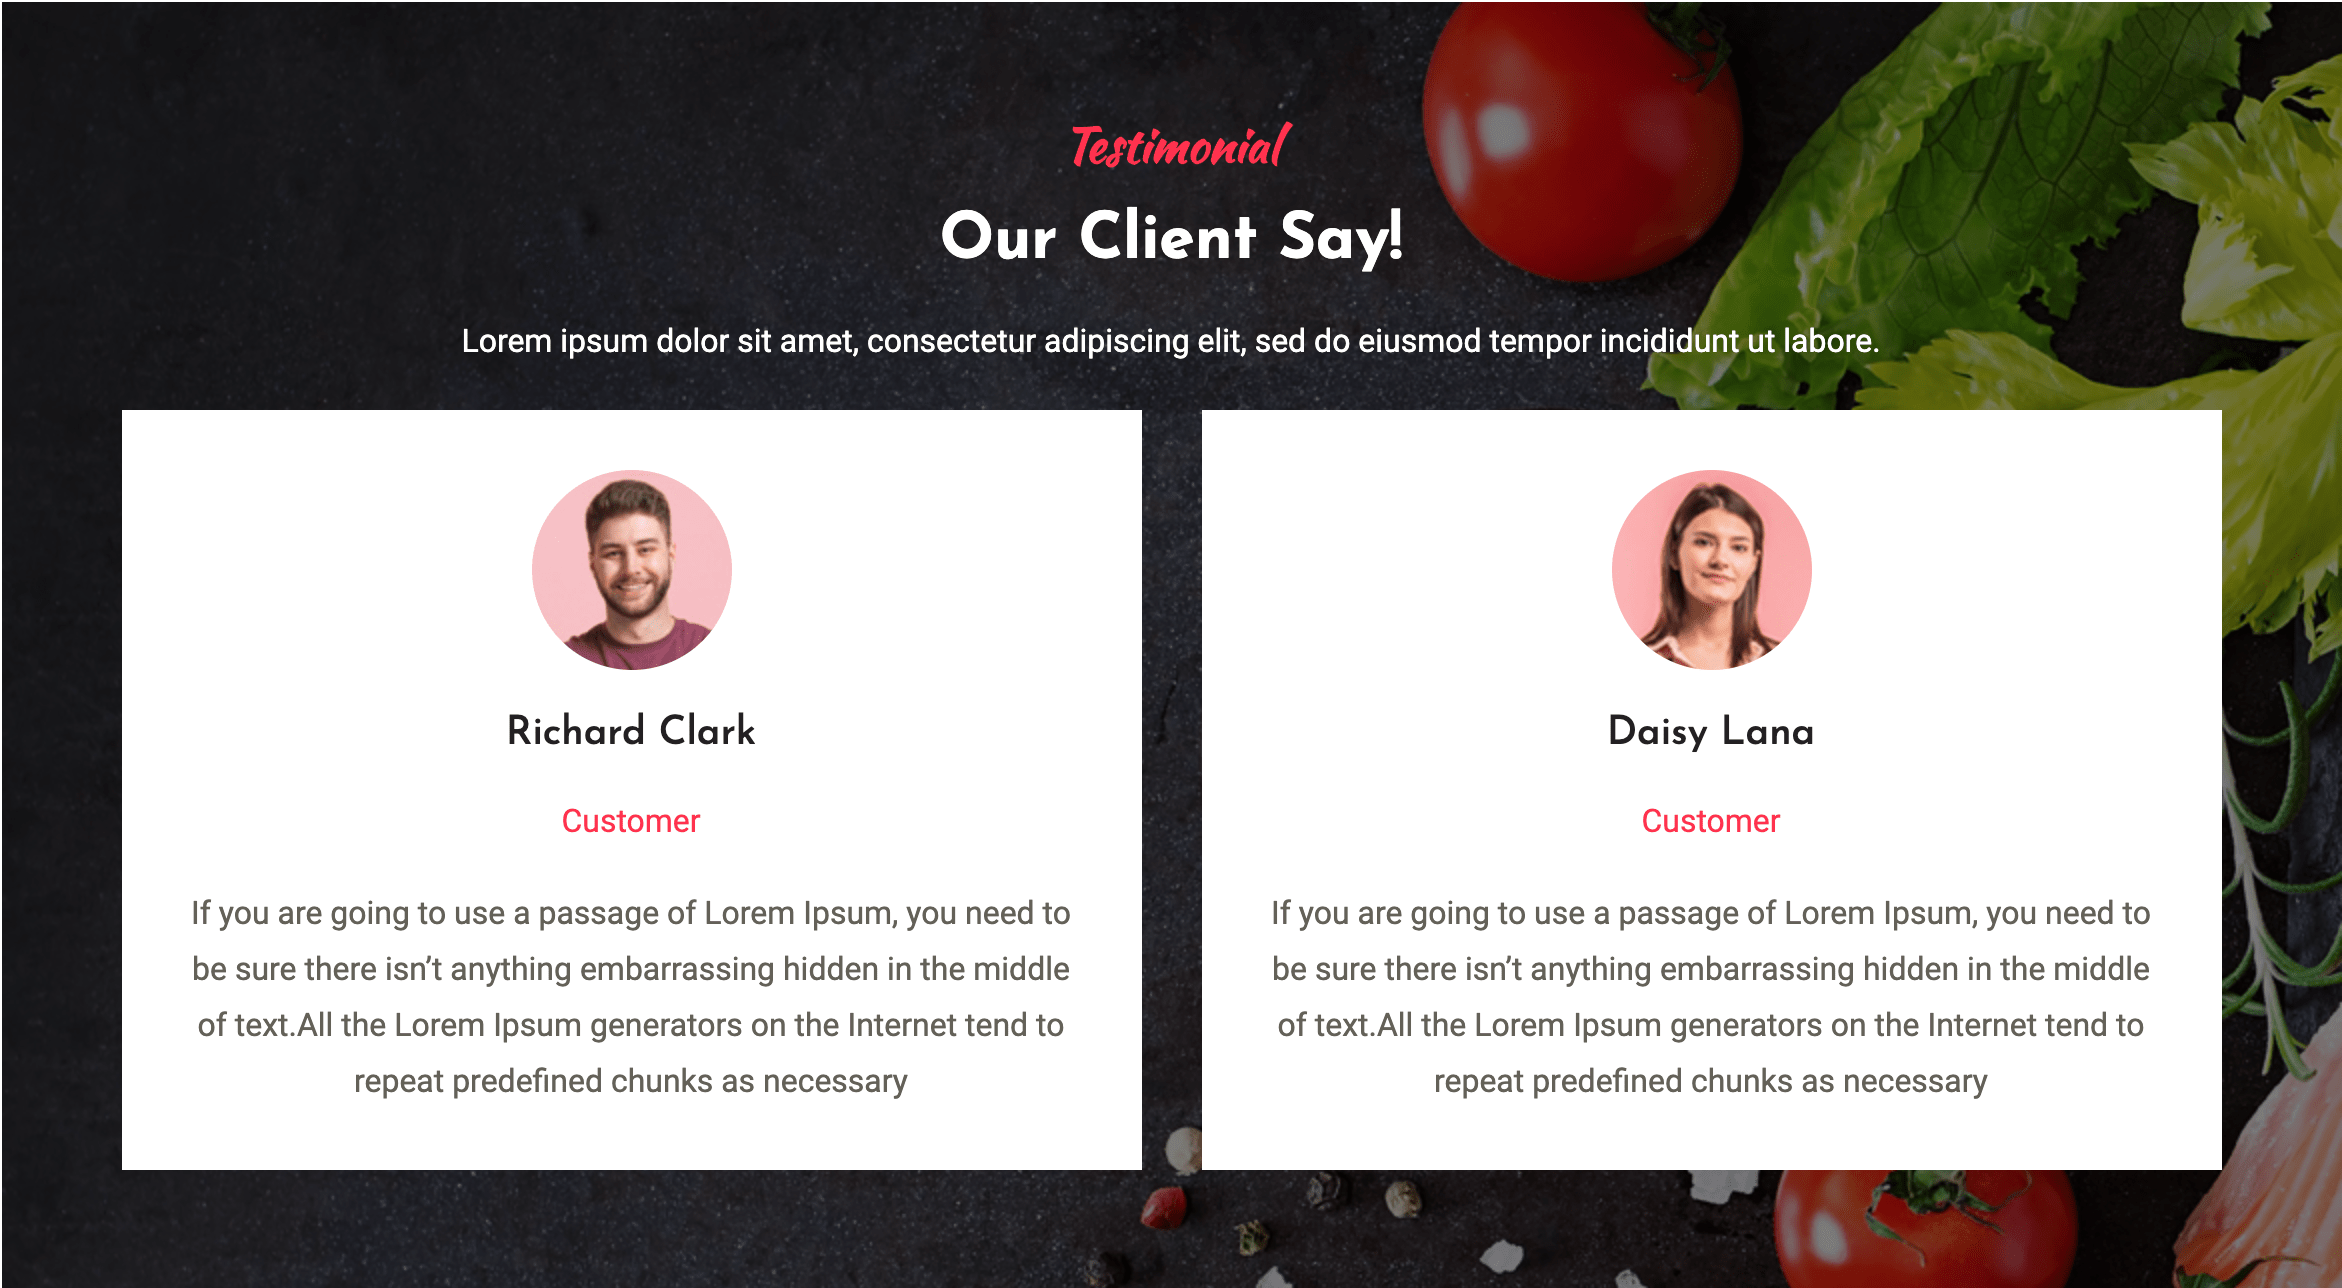 Testimonial
Our Client Say!
Lorem ipsum dolor sit amet, consectetur adipiscing elit, sed do eiusmod tempor incididunt ut labore.
Richard Clark
Customer
If you are going to use a passage of Lorem Ipsum, you need to
be sure there isn’t anything embarrassing hidden in the middle
of text.All the Lorem Ipsum generators on the Internet tend to
repeat predefined chunks as necessary
Daisy Lana
Customer
If you are going to use a passage of Lorem Ipsum, you need to
be sure there isn’t anything embarrassing hidden in the middle
of text.All the Lorem Ipsum generators on the Internet tend to
repeat predefined chunks as necessary